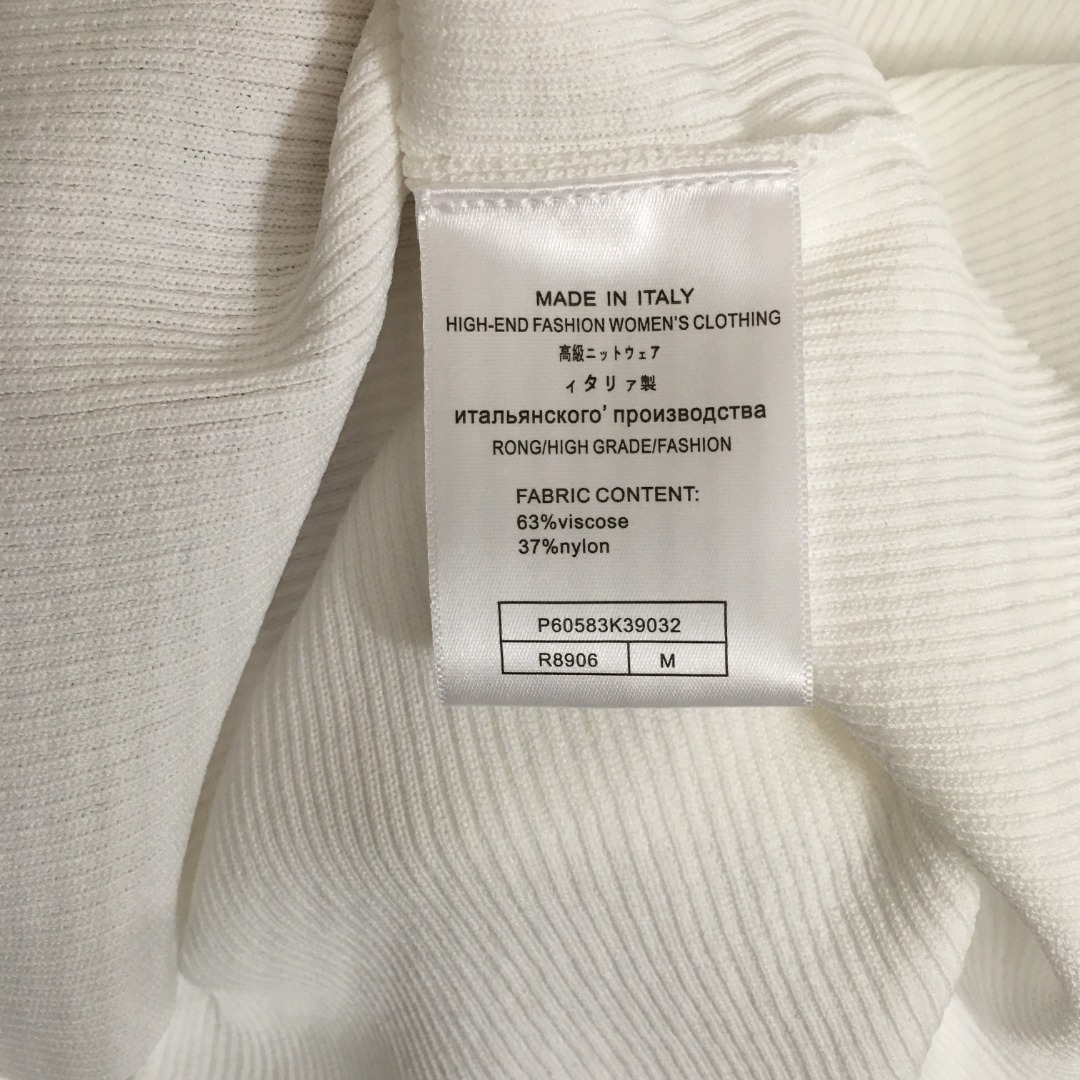 MADE IN ITALY
HIGH-END FASHION WOMEN'S CLOTHING
高級ニットウェア
ィタリァ製
итальянского' производства
RONG/HIGH GRADE/FASHION
FABRIC CONTENT:
63%viscose
37%nylon
P60583K39032
R8906 M